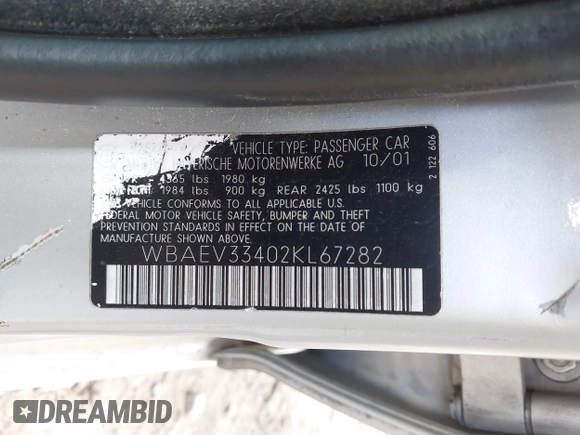 VEHICLE TYPE: PASSENGER CAR
MOTORENWERKE AG 10/01
lbs 1980 kg
1984 lbs 900 kg REAR 2425 lbs 1100 kg
VEHICLE CONFORMS TO ALL APPLICABLE U.S.
FEDERAL MOTOR VEHICLE SAFETY, BUMPER AND THEFT
PREVENTION STANDARDS IN EFFECT ON THE DATE OF
MANUFACTURE SHOWN ABOVE.
WBAEV33402KL67282
2 122 606
DREAMBID